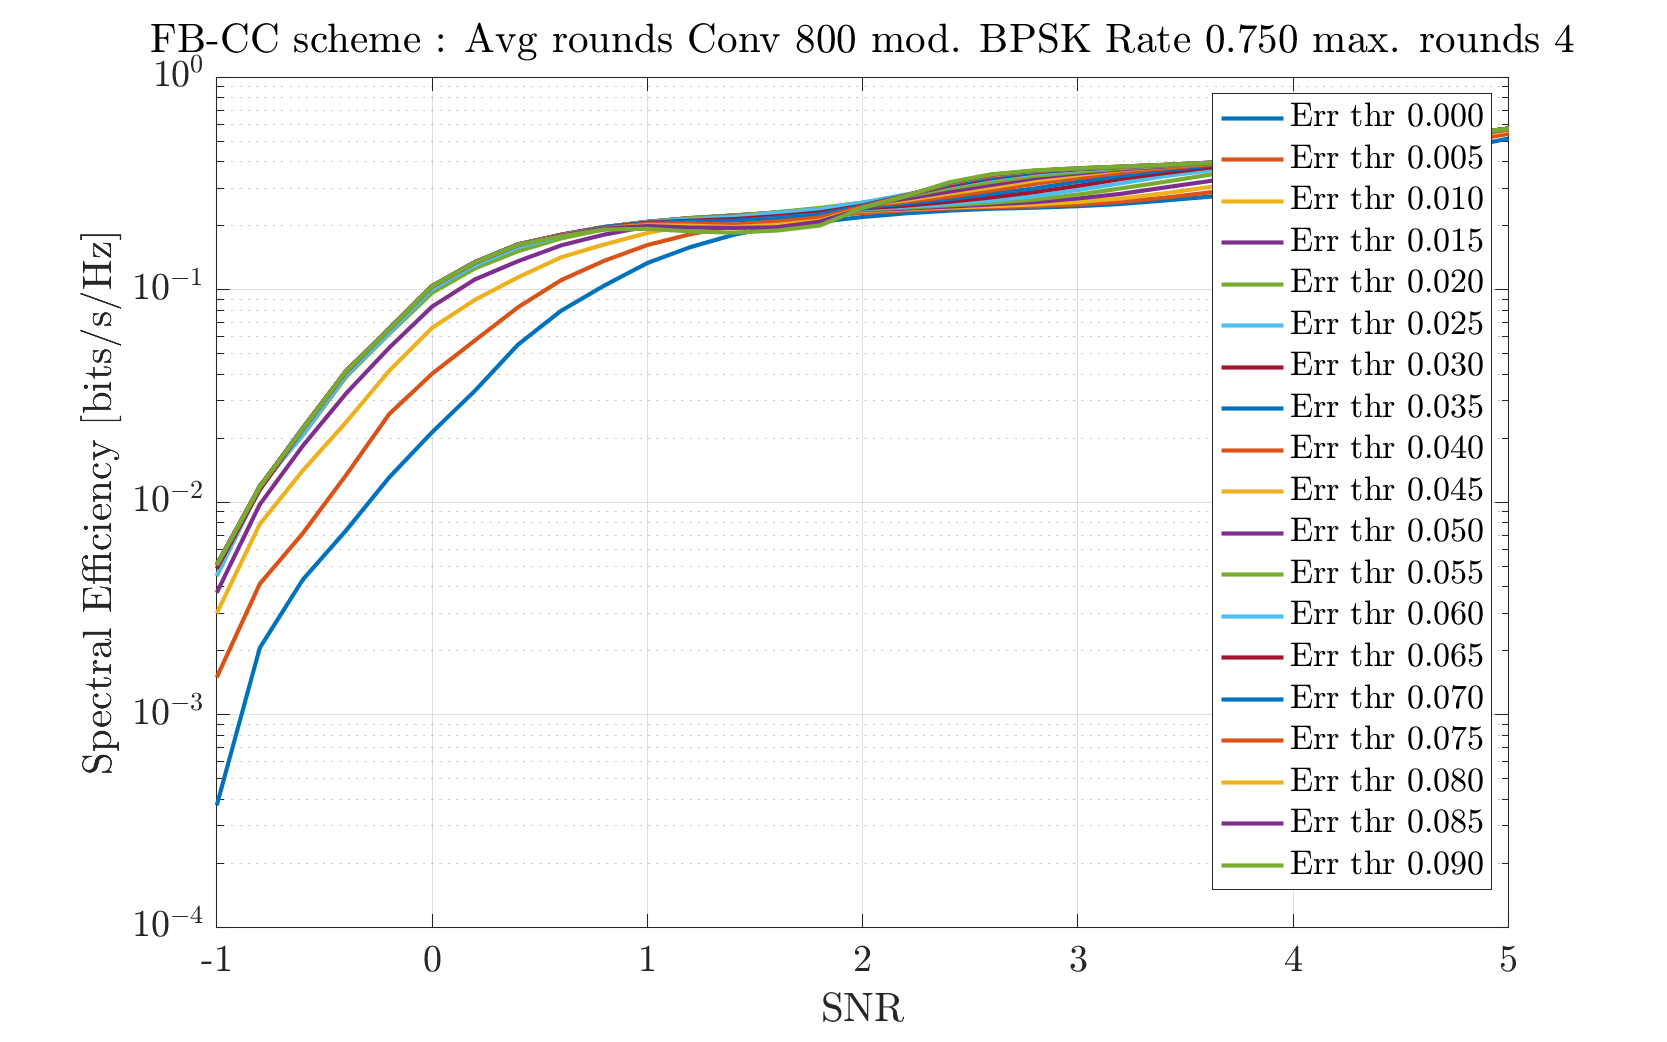 FB-CC scheme : Avg rounds Conv 800 mod. BPSK Rate 0.750 max. rounds 4
10^0
10^-1
10^-2
10^-3
10^-4
Spectral Efficiency [bits/s/Hz]
Err thr 0.000
Err thr 0.005
Err thr 0.010
Err thr 0.015
Err thr 0.020
Err thr 0.025
Err thr 0.030
Err thr 0.035
Err thr 0.040
Err thr 0.045
Err thr 0.050
Err thr 0.055
Err thr 0.060
Err thr 0.065
Err thr 0.070
Err thr 0.075
Err thr 0.080
Err thr 0.085
Err thr 0.090
-1 0 1 2 3 4 5
SNR